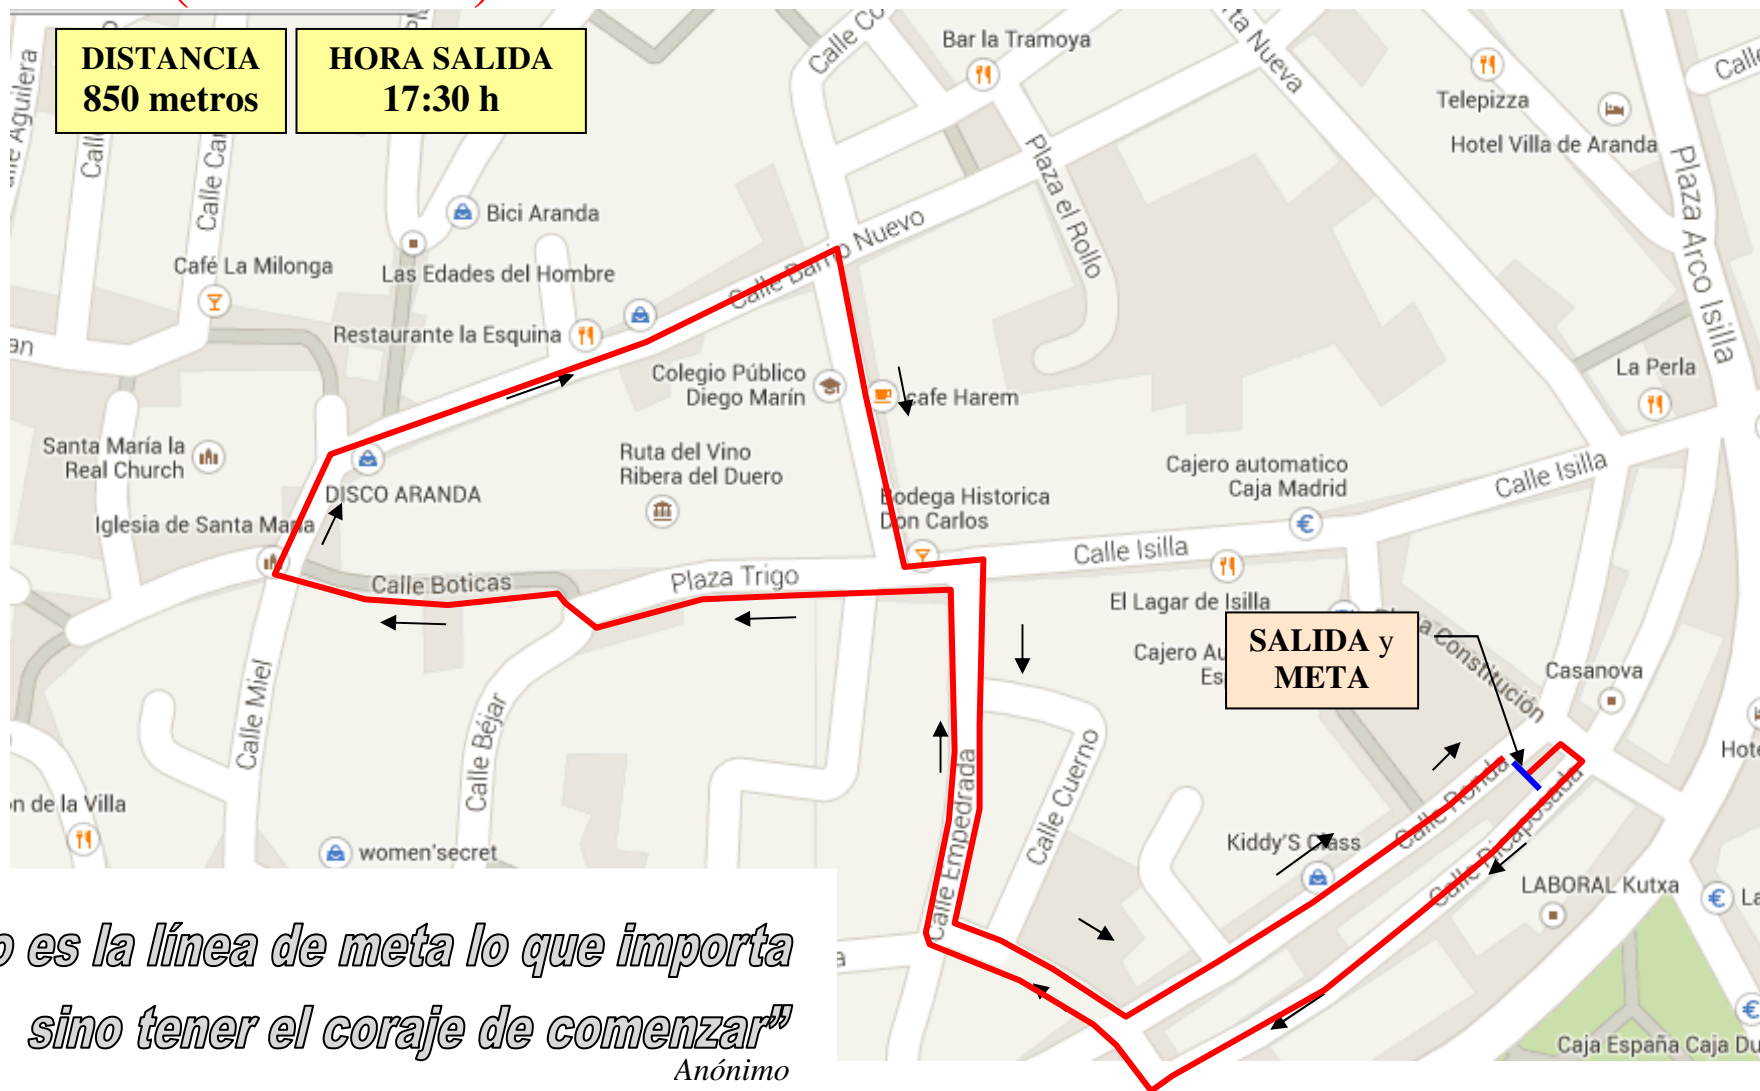 DISTANCIA
850 metros
HORA SALIDA
17:30 h
Bar la Tramoya
Telepizza
Hotel Villa de Aranda
Plaza el Rollo
Plaza Arco Isilla
Bici Aranda
Café La Milonga
Las Edades del Hombre
Calle Barrio Nuevo
Restaurante la Esquina
La Perla
Colegio Público
Diego Marín
cafe Harem
Santa María la
Real Church
Ruta del Vino
Ribera del Duero
Cajero automatico
Caja Madrid
Calle Isilla
DISCO ARANDA
Bodega Historica
Don Carlos
Iglesia de Santa Maria
Calle Isilla
Calle Boticas
Plaza Trigo
El Lagar de Isilla
SALIDA y
META
Constitución
Casanova
Calle Miel
Calle Béjar
Calle Empedrada
Calle Cuerno
Calle Ronda
Calle Picaposada
Kiddy'S Class
women'secret
LABORAL Kutxa
es la línea de meta lo que importa
sino tener el coraje de comenzar”
Anónimo
Caja España Caja Du